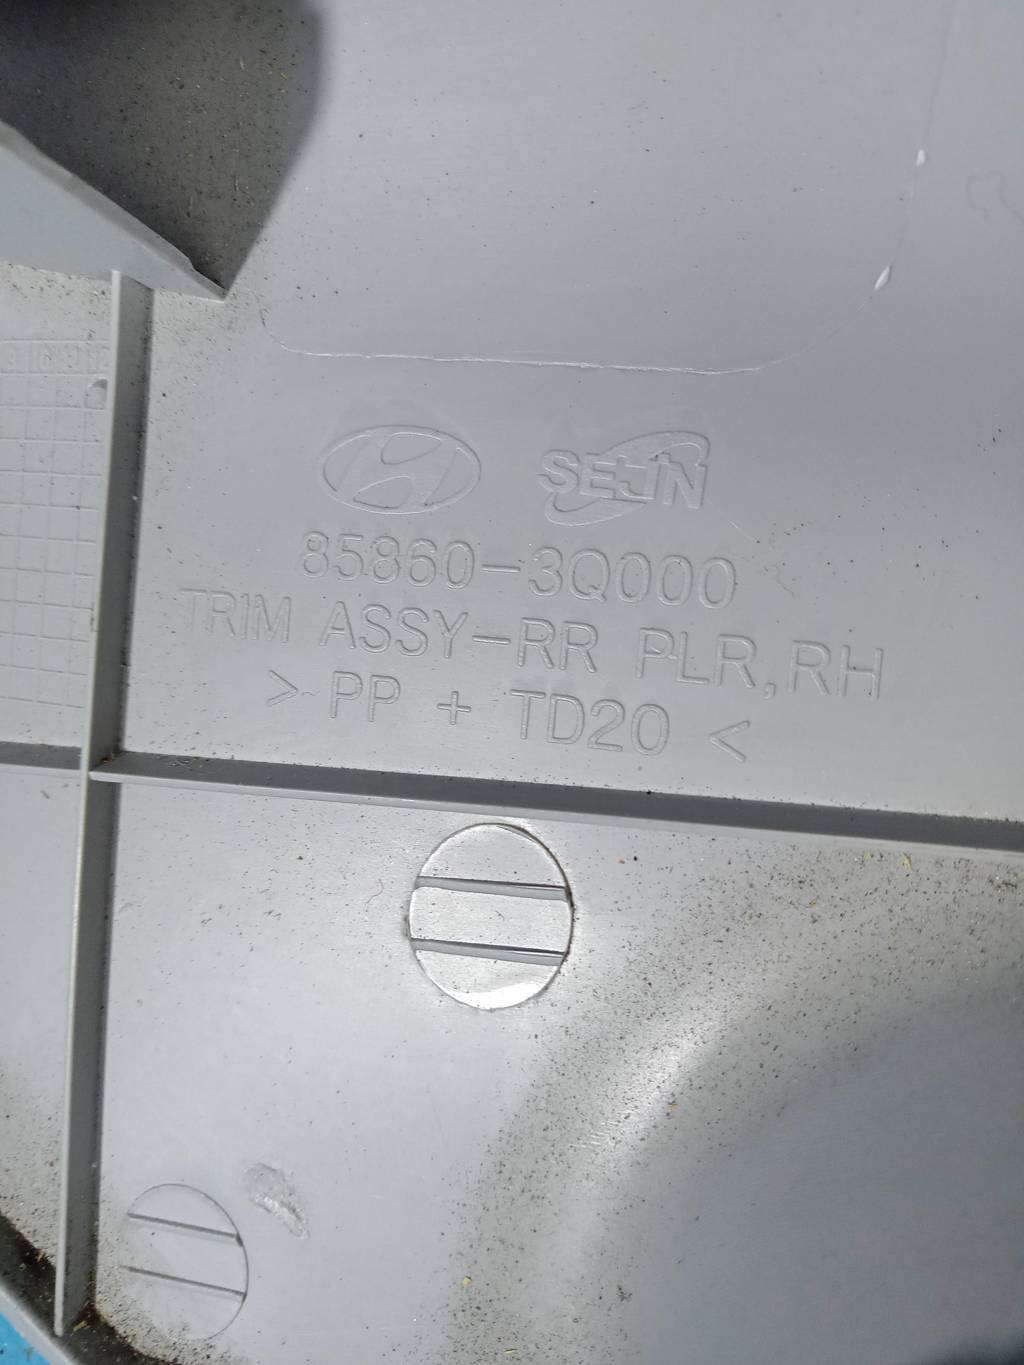 SEJIN
85860-3Q000
TRIM ASSY-RR PLR,RH
> PP + TD20 <